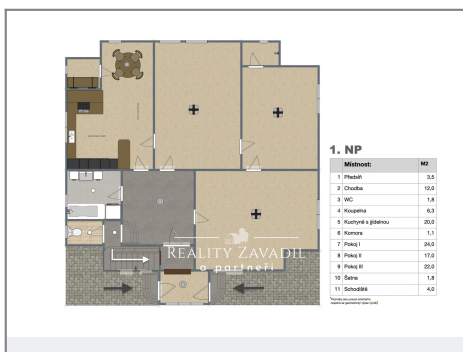 1. NP
Místnost: M2
1 Předsíň 3,5
2 Chodba 12,0
3 WC 1,8
4 Koupelna 6,3
5 Kuchyně s jídelnou 20,0
6 Komora 1,1
7 Pokoj I 24,0
8 Pokoj II 17,0
9 Pokoj III 22,0
10 Šatna 1,8
11 Schodiště 4,0
REALITY ZAVADIL
a partneři